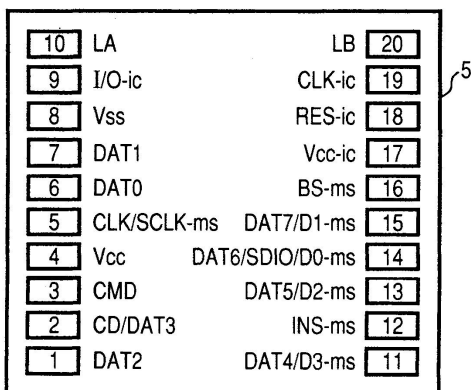 10 LA LB 20
9 I/O-ic CLK-ic 19
8 Vss RES-ic 18
7 DAT1 Vcc-ic 17
6 DAT0 BS-ms 16
5 CLK/SCLK-ms DAT7/D1-ms 15
4 Vcc DAT6/SDIO/D0-ms 14
3 CMD DAT5/D2-ms 13
2 CD/DAT3 INS-ms 12
1 DAT2 DAT4/D3-ms 11
5